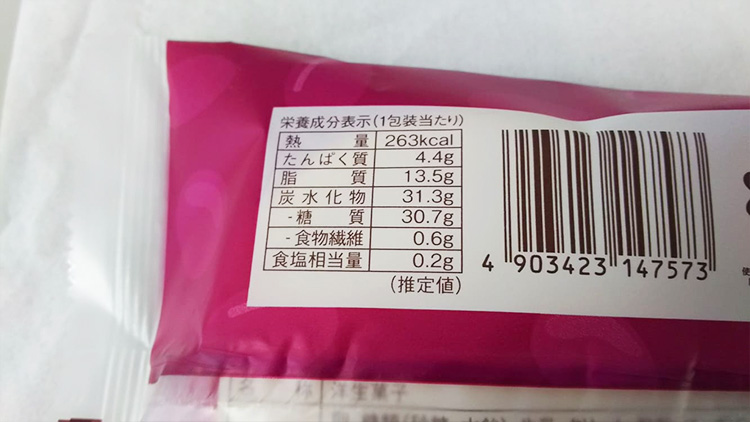 栄養成分表示(1包装当たり)
熱量 263kcal
たんぱく質 4.4g
脂質 13.5g
炭水化物 31.3g
-糖質 30.7g
-食物繊維 0.6g
食塩相当量 0.2g
(推定値)
4 903423 147573
名称 洋生菓子